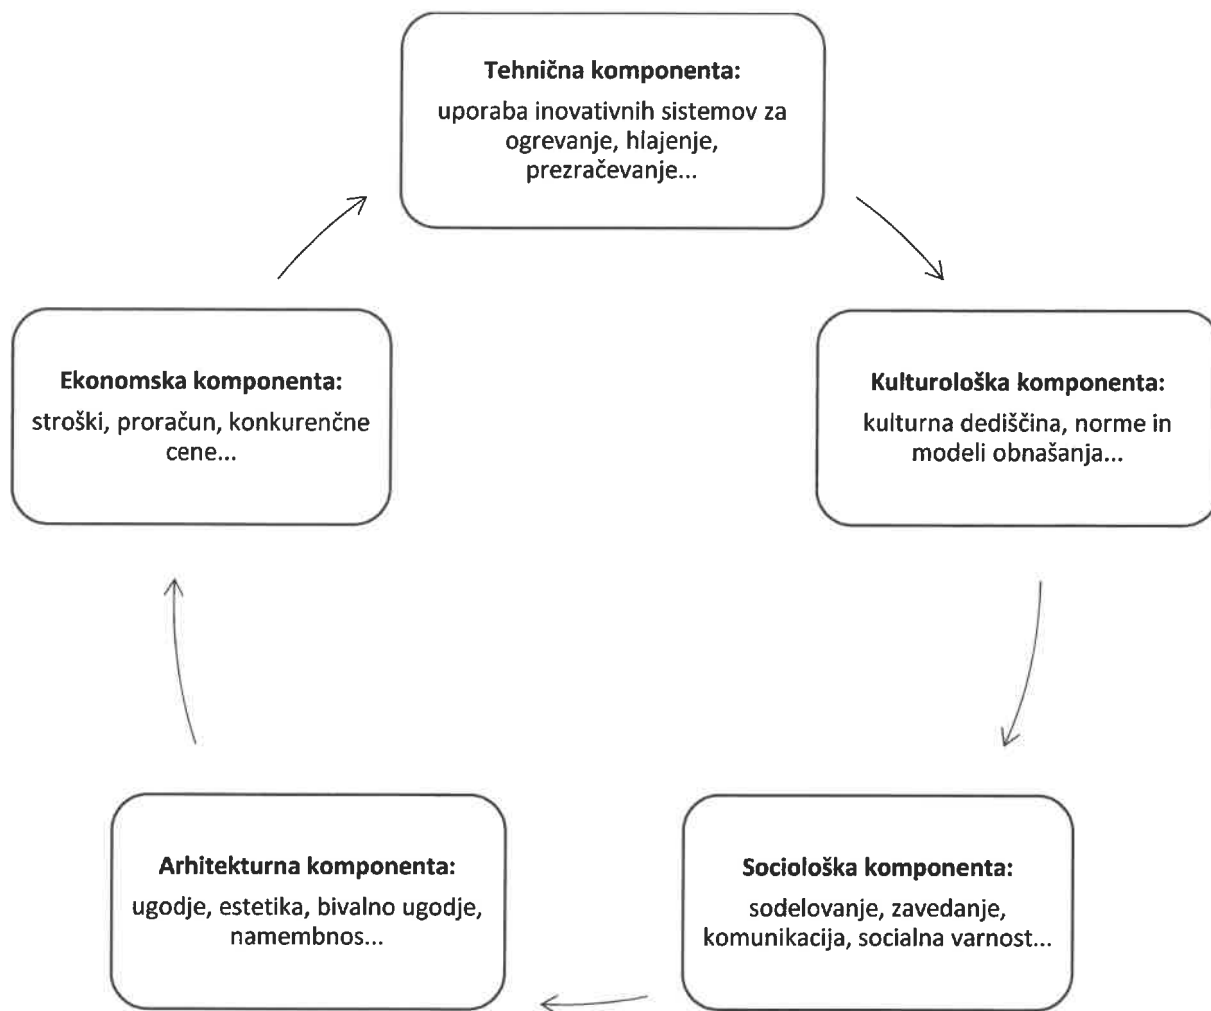 Tehnična komponenta:
uporaba inovativnih sistemov za
ogrevanje, hlajenje,
prezračevanje...
Kulturološka komponenta:
kulturna dediščina, norme in
modeli obnašanja...
Sociološka komponenta:
sodelovanje, zavedanje,
komunikacija, socialna varnost...
Arhitekturna komponenta:
ugodje, estetika, bivalno ugodje,
namembnos...
Ekonomska komponenta:
stroški, proračun, konkurenčne
cene...